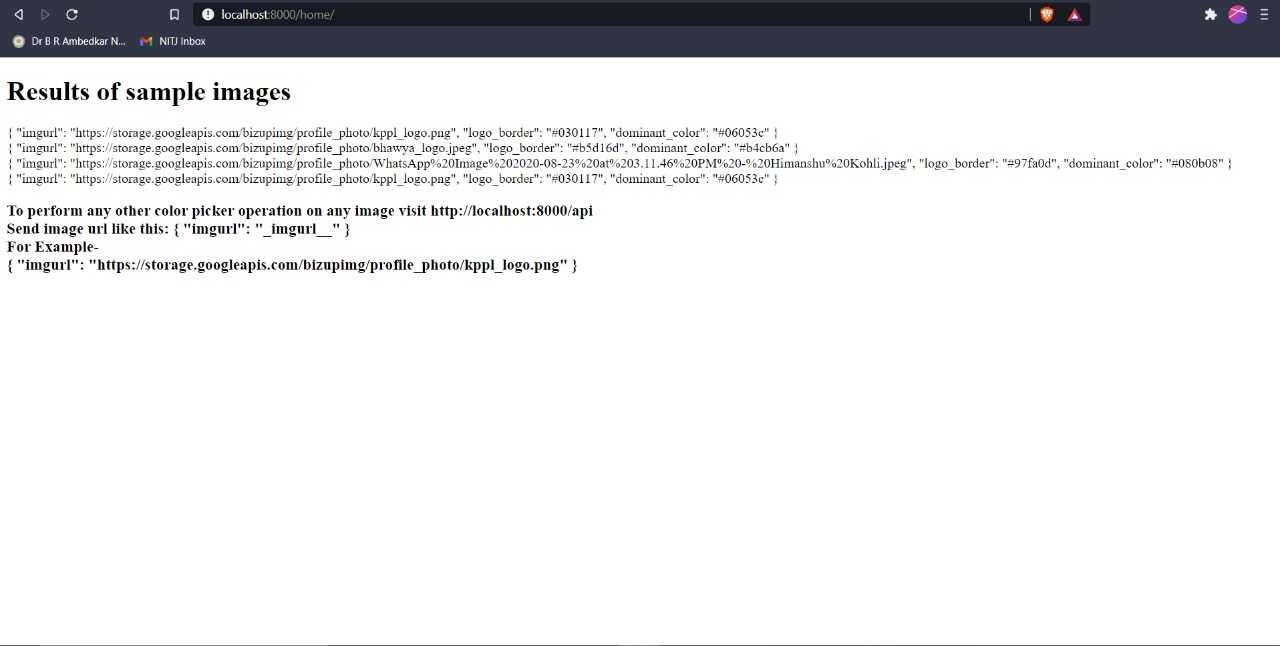 localhost:8000/home/
Dr B R Ambedkar N... NITJ Inbox
Results of sample images
{ "imgurl": "https://storage.googleapis.com/bizupimg/profile_photo/kppl_logo.png", "logo_border": "#030117", "dominant_color": "#06053c" }
{ "imgurl": "https://storage.googleapis.com/bizupimg/profile_photo/bhawya_logo.jpeg", "logo_border": "#b5d16d", "dominant_color": "#b4cb6a" }
{ "imgurl": "https://storage.googleapis.com/bizupimg/profile_photo/WhatsApp%20Image%202020-08-23%20at%203.11.46%20PM%20-%20Himanshu%20Kohli.jpeg", "logo_border": "#97fa0d", "dominant_color": "#080b08" }
{ "imgurl": "https://storage.googleapis.com/bizupimg/profile_photo/kppl_logo.png", "logo_border": "#030117", "dominant_color": "#06053c" }
To perform any other color picker operation on any image visit http://localhost:8000/api
Send image url like this: { "imgurl": "_imgurl__" }
For Example-
{ "imgurl": "https://storage.googleapis.com/bizupimg/profile_photo/kppl_logo.png" }